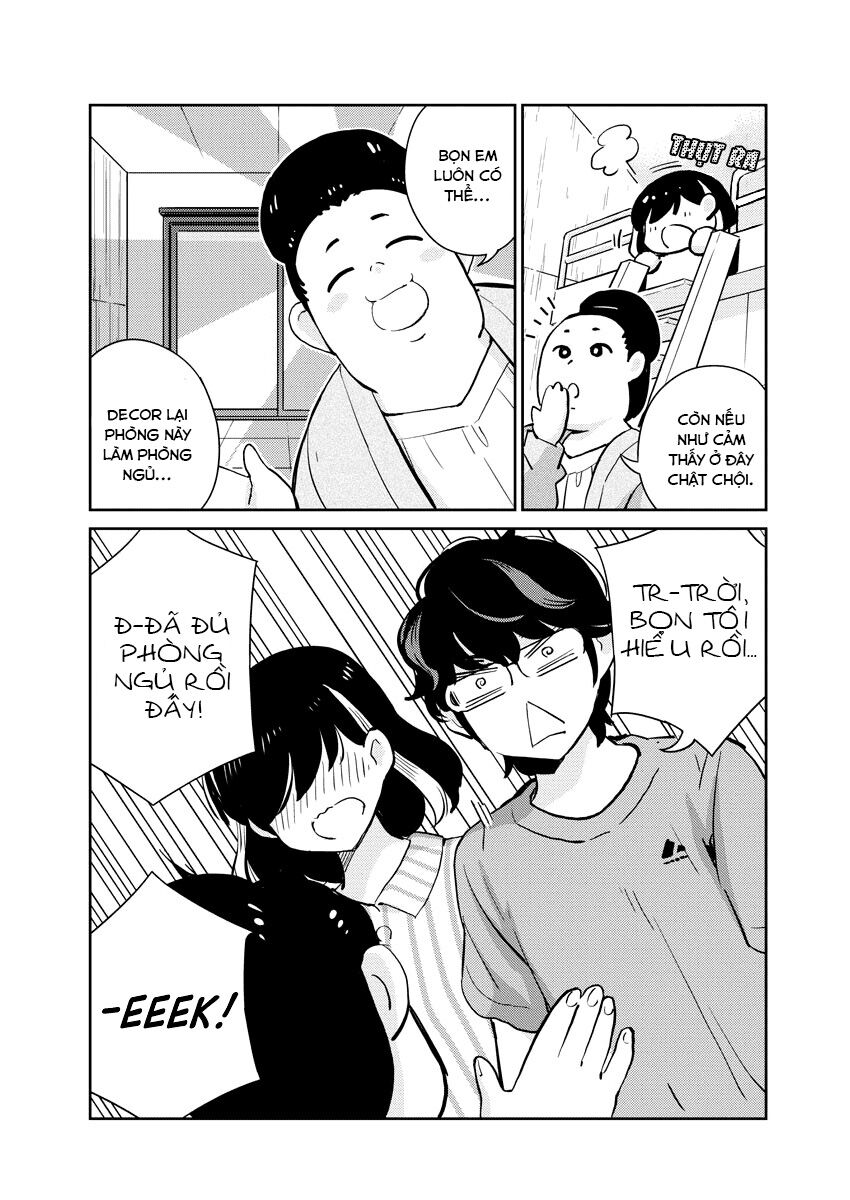 THỤT RA
CÒN NẾU
NHƯ CẢM
THẤY Ở ĐÂY
CHẬT CHỘI.
BỌN EM
LUÔN CÓ
THỂ...
DECOR LẠI
PHÒNG NÀY
LÀM PHÒNG
NGỦ...
TR-TRỜI,
BỌN TÔI
HIỂU RỒI...
Đ-ĐÃ ĐỦ
PHÒNG
NGỦ RỒI
ĐẤY!
-EEEK!